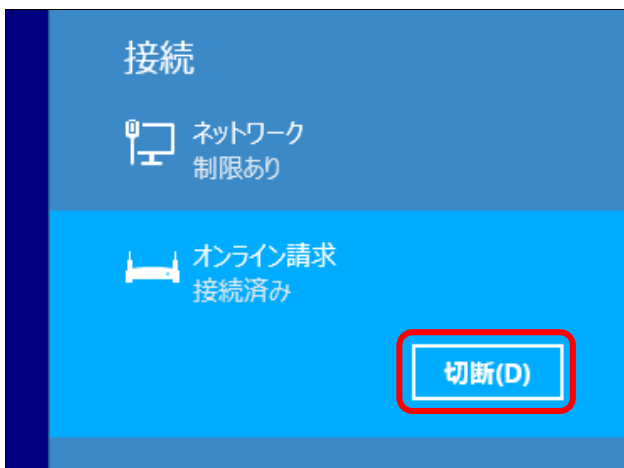 接続
ネットワーク
制限あり
オンライン請求
接続済み
切断(D)